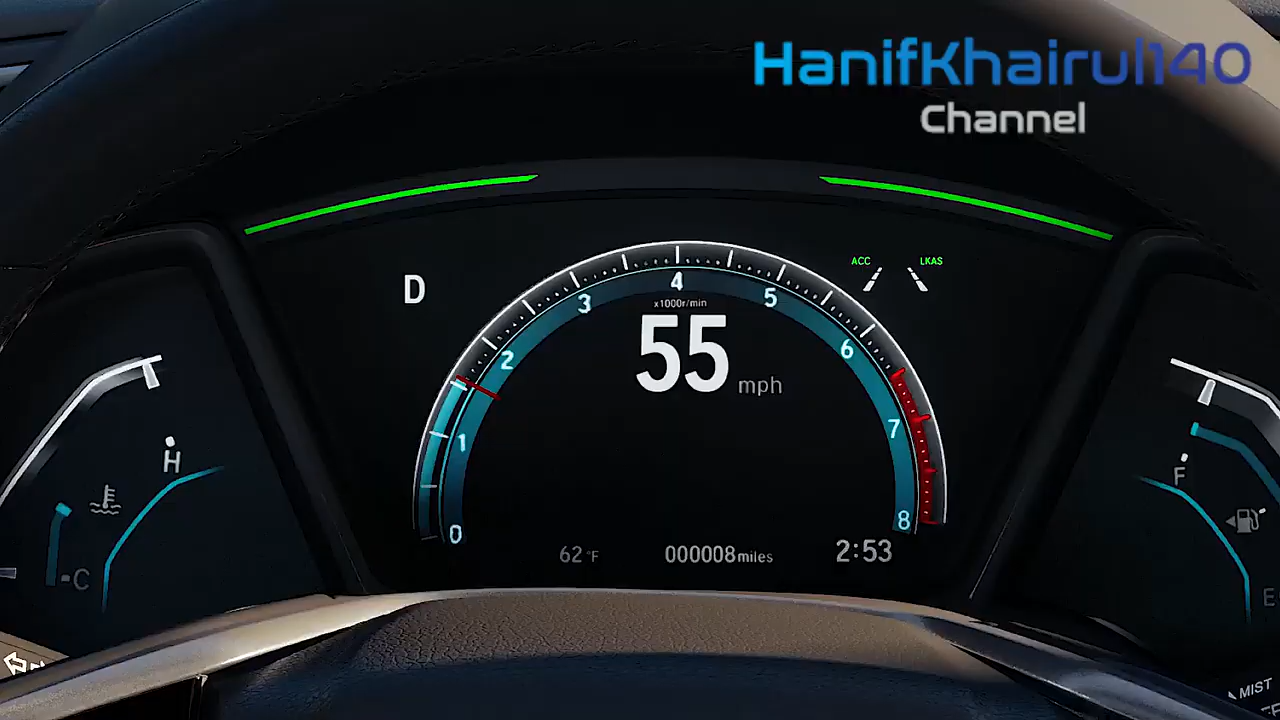 HanifKhairul140
Channel
ACC
LKAS
D
0
1
2
3
4
5
6
7
8
x1000r/min
55 mph
H
C
F
E
62°F
000008miles
2:53
MIST